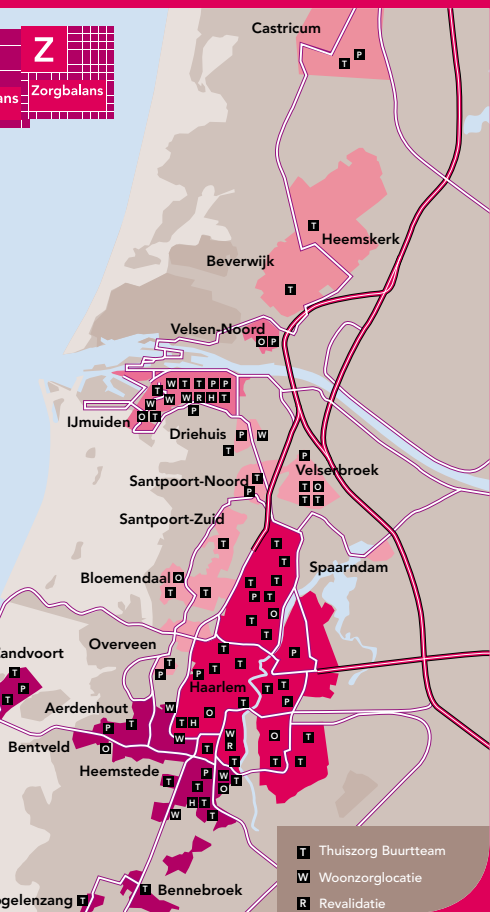 Castricum
P
T
Z
Zorgbalans
ans
T
Heemskerk
Beverwijk
T
Velsen-Noord
O P
T W T T P P
W W W R H T
O T P
IJmuiden
Driehuis P W
T
P
Velserbroek
Santpoort-Noord T
P
T O
T T
Santpoort-Zuid
T
T
T
Spaarndam
Bloemendaal O
T T
T T
P T
T O
T
Overveen
T
P
T
T
P T
P
andvoort
T
P
T
Haarlem
T T
T P
Aerdenhout
W
P T
T H O
Bentveld
O
W
T
W
R
O T
T
T T
Heemstede
T
P W T
T O
H T
W T
T Bennebroek
gelenzang T
T Thuiszorg Buurtteam
W Woonzorglocatie
R Revalidatie